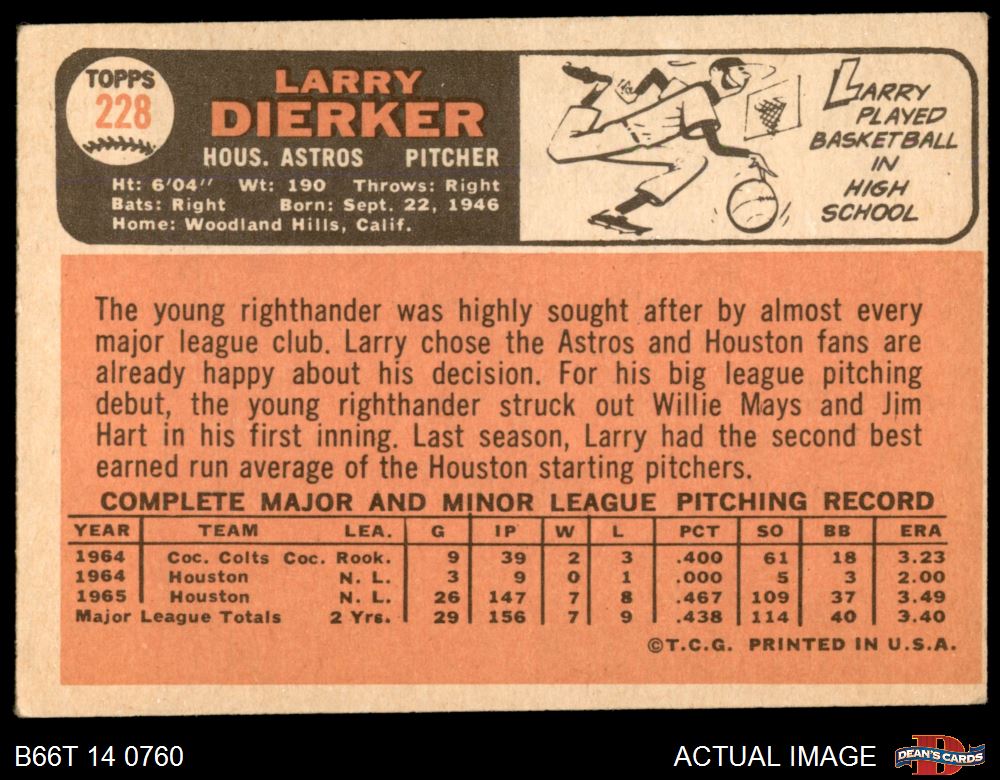 TOPPS
228
LARRY
DIERKER
HOUS. ASTROS PITCHER
Ht: 6'04" Wt: 190 Throws: Right
Bats: Right Born: Sept. 22, 1946
Home: Woodland Hills, Calif.
LARRY
PLAYED
BASKETBALL
IN
HIGH
SCHOOL
The young righthander was highly sought after by almost every
major league club. Larry chose the Astros and Houston fans are
already happy about his decision. For his big league pitching
debut, the young righthander struck out Willie Mays and Jim
Hart in his first inning. Last season, Larry had the second best
earned run average of the Houston starting pitchers.
COMPLETE MAJOR AND MINOR LEAGUE PITCHING RECORD
YEAR TEAM LEA. G IP W L PCT SO BB ERA
1964 Coc. Colts Coc. Rook. 9 39 2 3 .400 61 18 3.23
1964 Houston N. L. 3 9 0 1 .000 5 3 2.00
1965 Houston N. L. 26 147 7 8 .467 109 37 3.49
Major League Totals 2 Yrs. 29 156 7 9 .438 114 40 3.40
©T.C.G. PRINTED IN U.S.A.
B66T 14 0760
ACTUAL IMAGE
DEAN'S CARDS